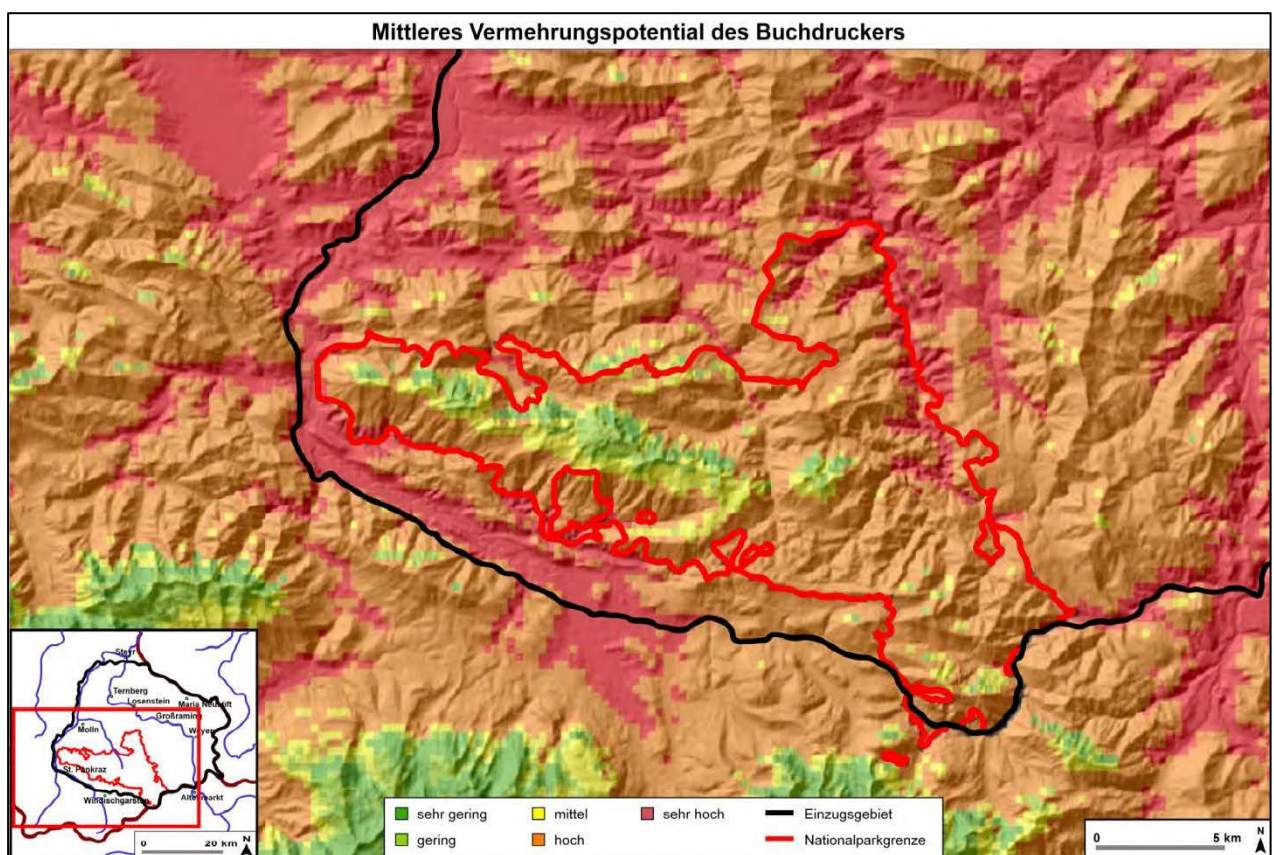 Mittleres Vermehrungspotential des Buchdruckers
Steyr
Ternberg
Losenstein
Maria Neustift
Großraming
Weyer
Molln
St. Pankraz
Windischgarsten
Altenmarkt
0 20 km
N
sehr gering
mittel
sehr hoch
Einzugsgebiet
gering
hoch
Nationalparkgrenze
0 5 km
N